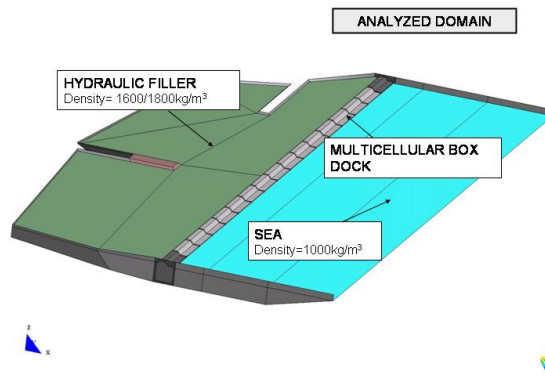 ANALYZED DOMAIN
HYDRAULIC FILLER
Density= 1600/1800kg/m³
MULTICELLULAR BOX
DOCK
SEA
Density=1000kg/m³
z
x